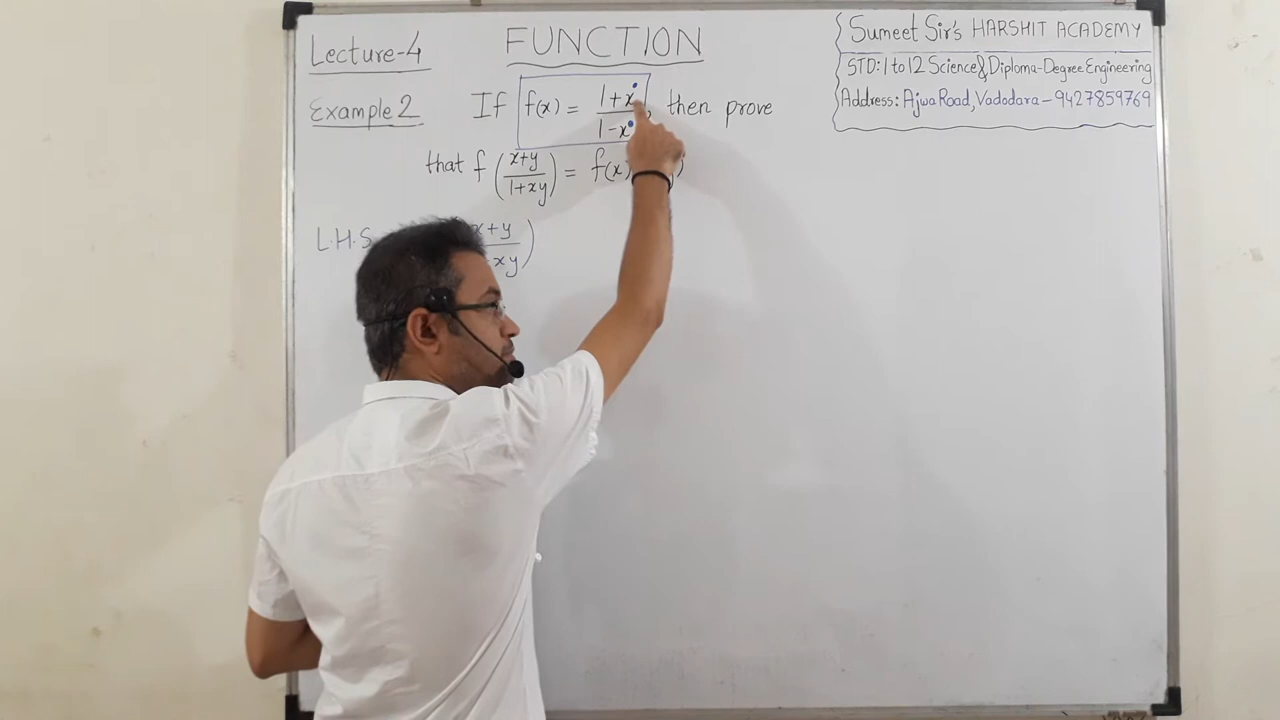 Lecture-4
FUNCTION
Sumeet Sir's HARSHIT ACADEMY
STD: 1 to 12 Science & Diploma-Degree Engineering
Address: Ajwa Road, Vadodara – 9427859769
Example 2 If f(x) = (1+x)/(1-x), then prove
that f((x+y)/(1+xy)) = f(x)
L.H.S x+y
xy)